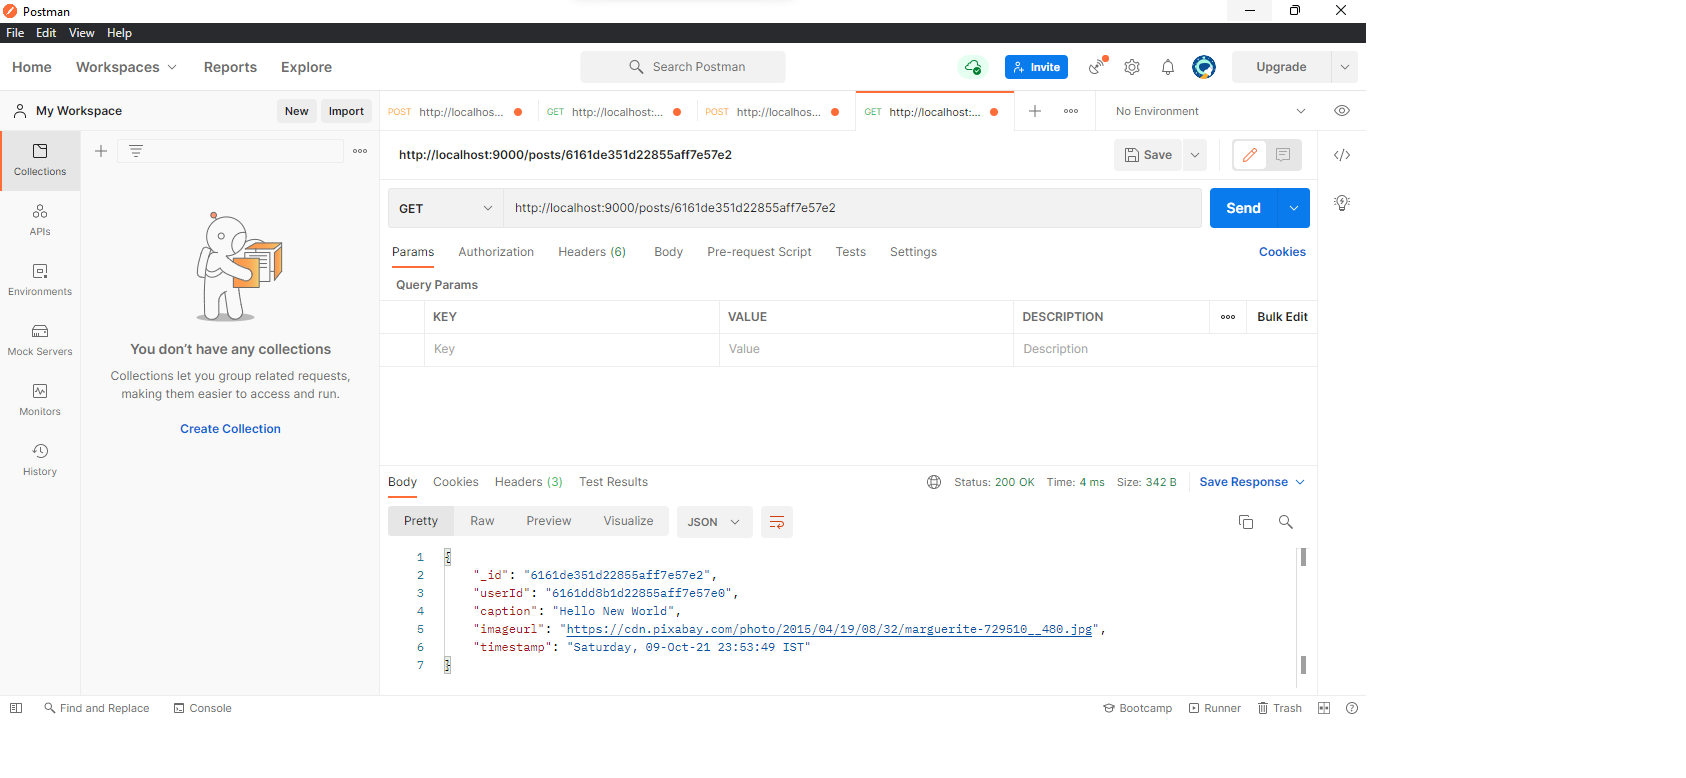 Postman
File Edit View Help
Home Workspaces Reports Explore Search Postman Invite Upgrade
My Workspace New Import POST http://localhos... GET http://localhost:... POST http://localhos... GET http://localhost:... No Environment
Collections
APIs
Environments
Mock Servers
Monitors
History
You don't have any collections
Collections let you group related requests,
making them easier to access and run.
Create Collection
http://localhost:9000/posts/6161de351d22855aff7e57e2 Save
GET http://localhost:9000/posts/6161de351d22855aff7e57e2 Send
Params Authorization Headers (6) Body Pre-request Script Tests Settings Cookies
Query Params
KEY VALUE DESCRIPTION Bulk Edit
Key Value Description
Body Cookies Headers (3) Test Results Status: 200 OK Time: 4 ms Size: 342 B Save Response
Pretty Raw Preview Visualize JSON
1 {
2 "_id": "6161de351d22855aff7e57e2",
3 "userId": "6161dd8b1d22855aff7e57e0",
4 "caption": "Hello New World",
5 "imageurl": "https://cdn.pixabay.com/photo/2015/04/19/08/32/marguerite-729510__480.jpg",
6 "timestamp": "Saturday, 09-Oct-21 23:53:49 IST"
7 }
Find and Replace Console Bootcamp Runner Trash